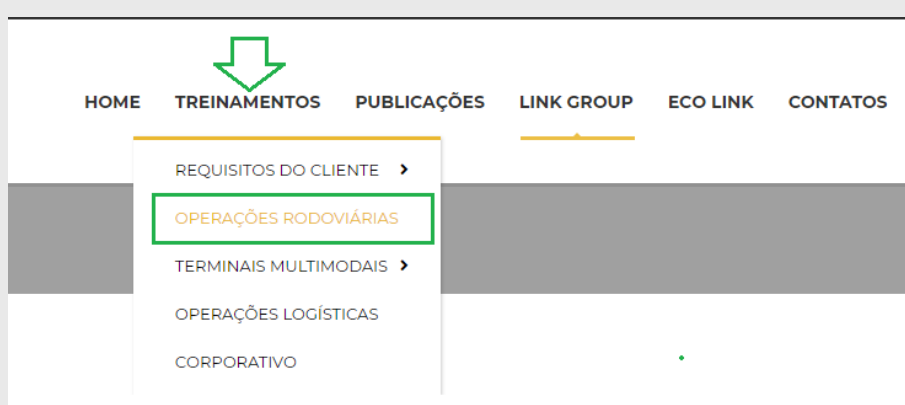 HOME TREINAMENTOS PUBLICAÇÕES LINK GROUP ECO LINK CONTATOS
REQUISITOS DO CLIENTE
OPERAÇÕES RODOVIÁRIAS
TERMINAIS MULTIMODAIS
OPERAÇÕES LOGÍSTICAS
CORPORATIVO